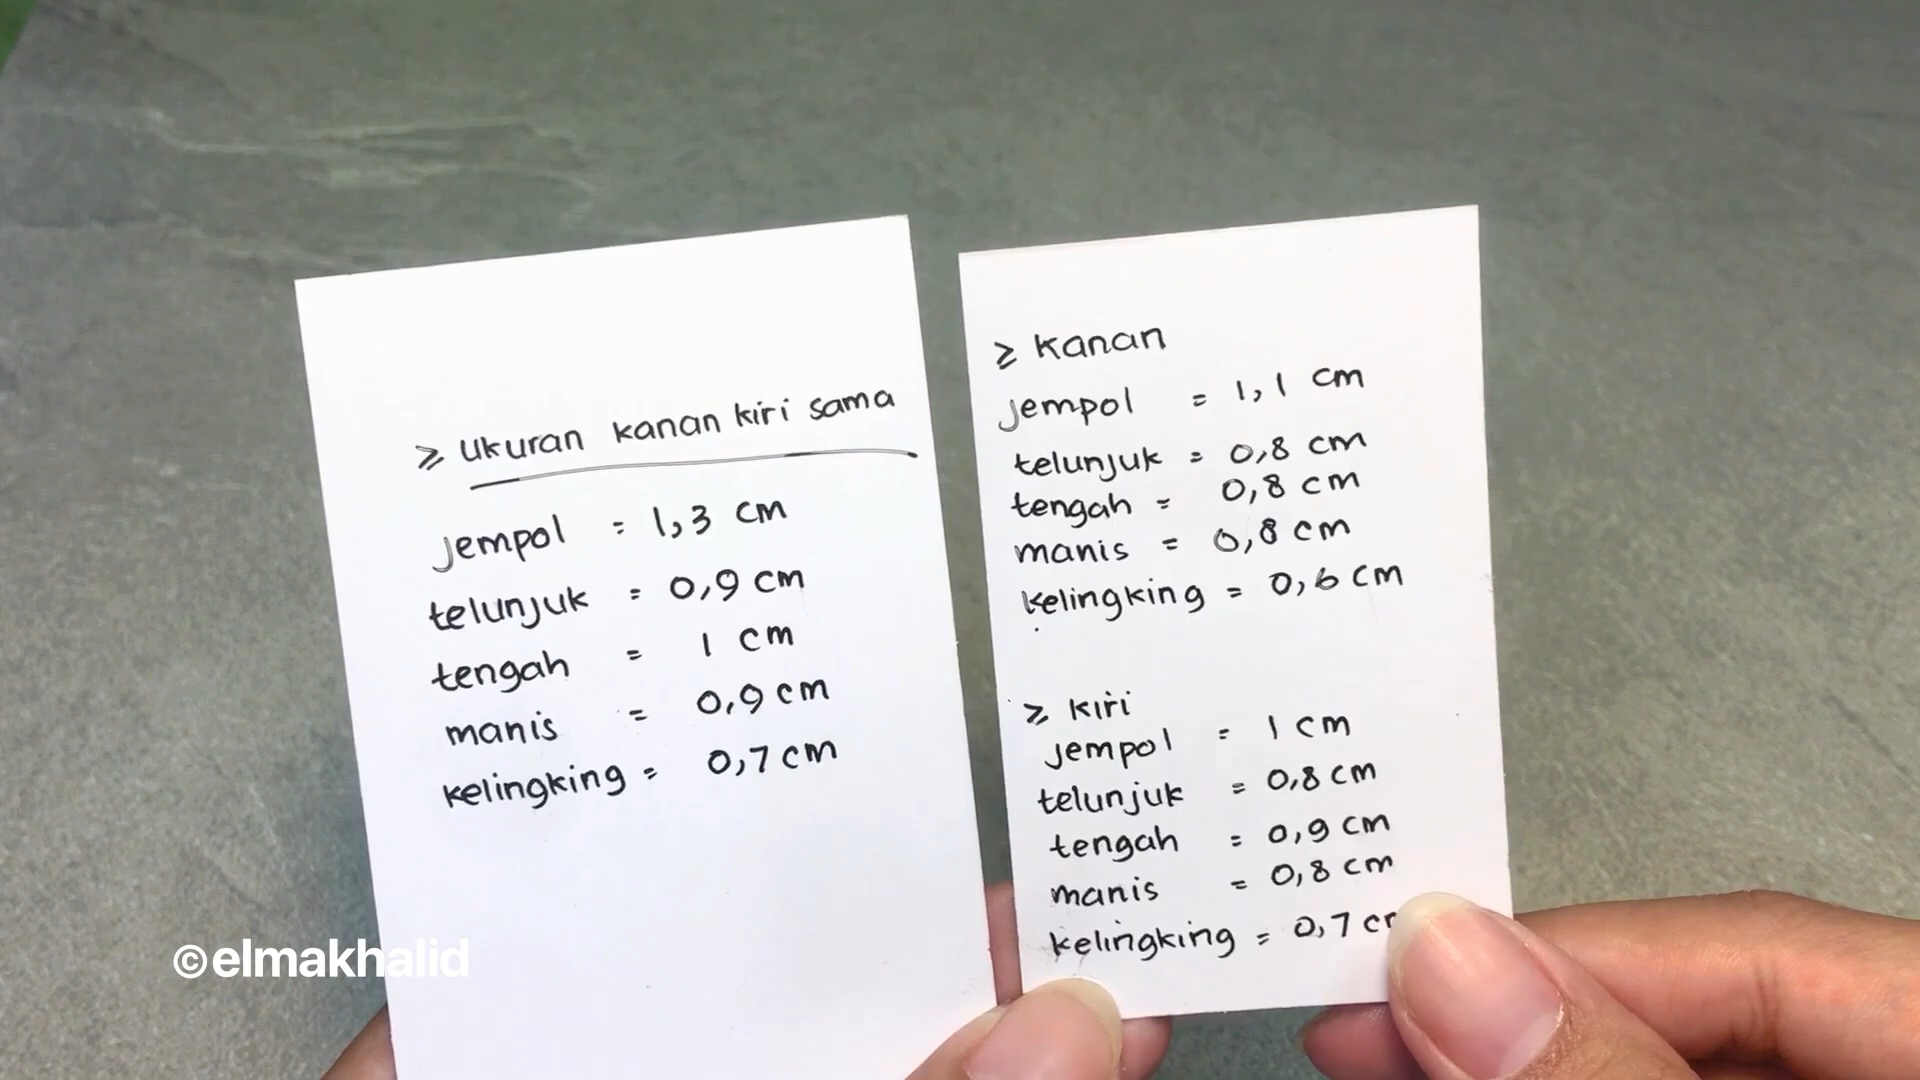 ≥ Ukuran kanan kiri sama
jempol = 1,3 cm
telunjuk = 0,9 cm
tengah = 1 cm
manis = 0,9 cm
kelingking = 0,7 cm
≥ Kanan
jempol = 1,1 cm
telunjuk = 0,8 cm
tengah = 0,8 cm
manis = 0,8 cm
kelingking = 0,6 cm
≥ Kiri
jempol = 1 cm
telunjuk = 0,8 cm
tengah = 0,9 cm
manis = 0,8 cm
kelingking = 0,7 c
©elmakhalid